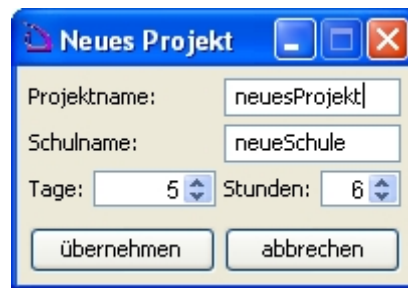 Neues Projekt
Projektname: neuesProjekt
Schulname: neueSchule
Tage: 5 Stunden: 6
übernehmen abbrechen